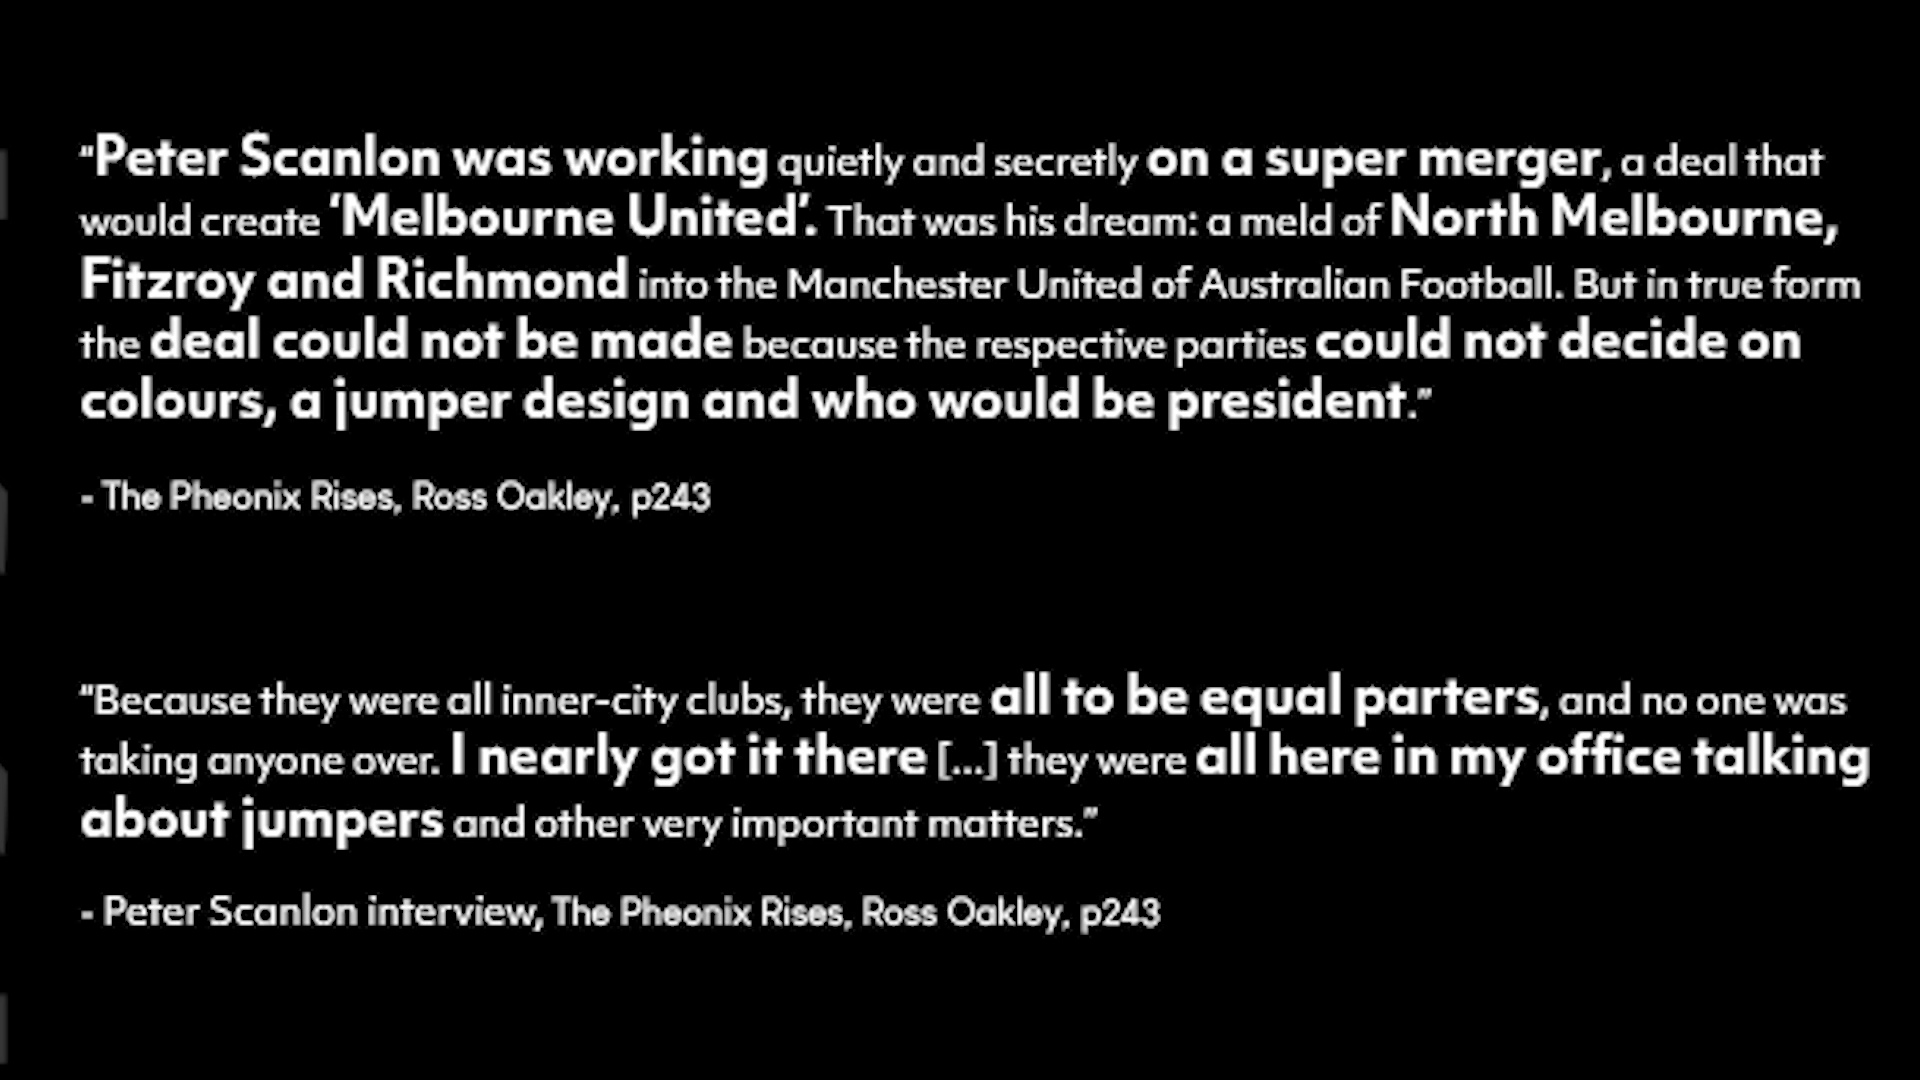 “Peter Scanlon was working quietly and secretly on a super merger, a deal that
would create ‘Melbourne United’. That was his dream: a meld of North Melbourne,
Fitzroy and Richmond into the Manchester United of Australian Football. But in true form
the deal could not be made because the respective parties could not decide on
colours, a jumper design and who would be president.”
- The Pheonix Rises, Ross Oakley, p243
“Because they were all inner-city clubs, they were all to be equal parters, and no one was
taking anyone over. I nearly got it there [...] they were all here in my office talking
about jumpers and other very important matters.”
- Peter Scanlon interview, The Pheonix Rises, Ross Oakley, p243